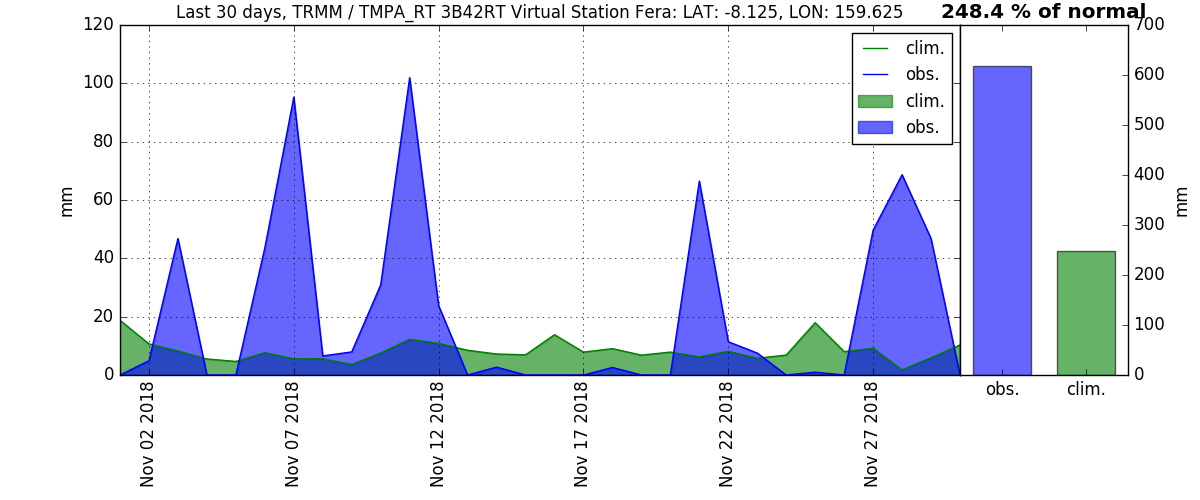 Last 30 days, TRMM / TMPA_RT 3B42RT Virtual Station Fera: LAT: -8.125, LON: 159.625
248.4 % of normal
120
100
80
60
40
20
0
mm
clim.
obs.
clim.
obs.
Nov 02 2018
Nov 07 2018
Nov 12 2018
Nov 17 2018
Nov 22 2018
Nov 27 2018
700
600
500
400
300
200
100
0
mm
obs.
clim.